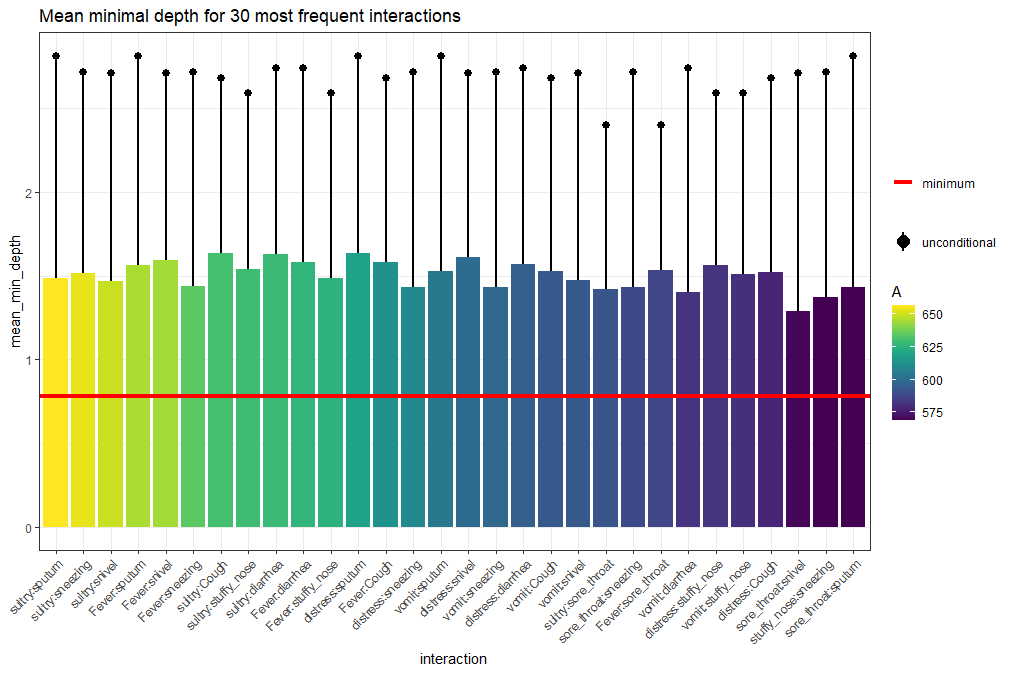 Mean minimal depth for 30 most frequent interactions
mean_min_depth
2
1
0
sultry:sputum
sultry:sneezing
sultry:snivel
Fever:sputum
Fever:snivel
Fever:sneezing
sultry:Cough
sultry:stuffy_nose
sultry:diarrhea
Fever:diarrhea
Fever:stuffy_nose
distress:sputum
Fever:Cough
distress:sneezing
vomit:sputum
distress:snivel
vomit:sneezing
distress:diarrhea
vomit:Cough
vomit:snivel
sultry:sore_throat
sore_throat:sneezing
Fever:sore_throat
vomit:diarrhea
distress:stuffy_nose
vomit:stuffy_nose
distress:Cough
sore_throat:snivel
stuffy_nose:sneezing
sore_throat:sputum
interaction
minimum
unconditional
A
650
625
600
575